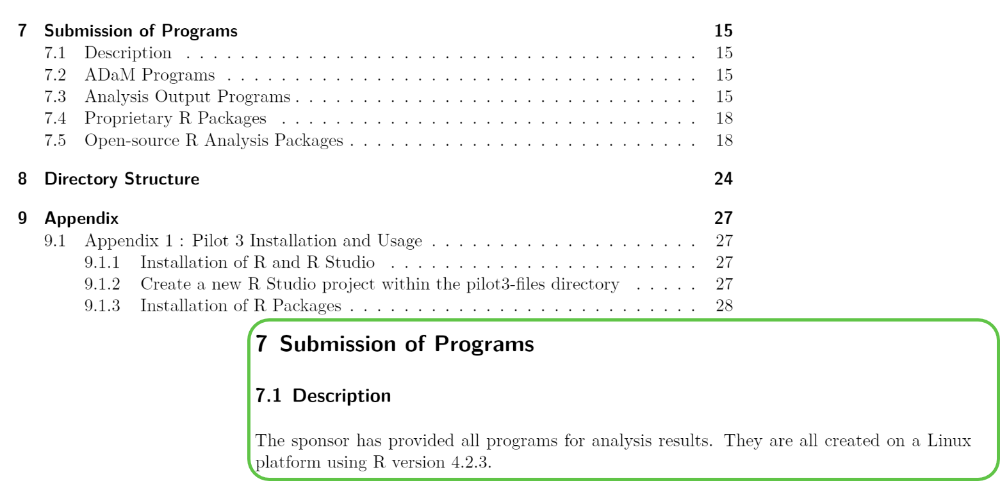 7 Submission of Programs 15
7.1 Description . . . . . . . . . . . . . . . . . . . . . . . . . . . . . . . . . . . . . . 15
7.2 ADaM Programs . . . . . . . . . . . . . . . . . . . . . . . . . . . . . . . . . . . 15
7.3 Analysis Output Programs . . . . . . . . . . . . . . . . . . . . . . . . . . . . . . 15
7.4 Proprietary R Packages . . . . . . . . . . . . . . . . . . . . . . . . . . . . . . . 18
7.5 Open-source R Analysis Packages . . . . . . . . . . . . . . . . . . . . . . . . . . 18
8 Directory Structure 24
9 Appendix 27
9.1 Appendix 1 : Pilot 3 Installation and Usage . . . . . . . . . . . . . . . . . . . . 27
9.1.1 Installation of R and R Studio . . . . . . . . . . . . . . . . . . . . . . . 27
9.1.2 Create a new R Studio project within the pilot3-files directory . . . . . 27
9.1.3 Installation of R Packages . . . . . . . . . . . . . . . . . . . . . . . . . . 28
7 Submission of Programs
7.1 Description
The sponsor has provided all programs for analysis results. They are all created on a Linux
platform using R version 4.2.3.